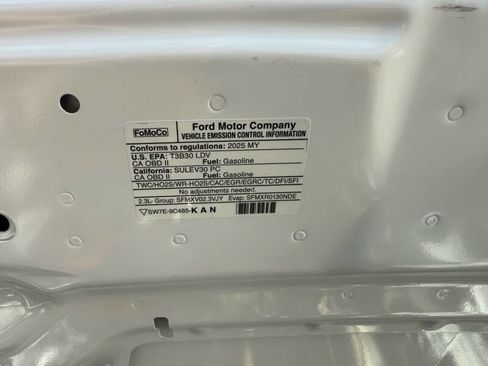 FoMoCo
Ford Motor Company
VEHICLE EMISSION CONTROL INFORMATION
Conforms to regulations: 2025 MY
U.S. EPA: T3B30 LDV
CA OBD II Fuel: Gasoline
California: SULEV30 PC
CA OBD II Fuel: Gasoline
TWC/HO2S/WR-HO2S/CAC/EGR/EGRC/TC/DFI/SFI
No adjustments needed.
2.3L- Group: SFMXV02.3VJY Evap: SFMXR0130NDE
SW7E-9C485-KAN